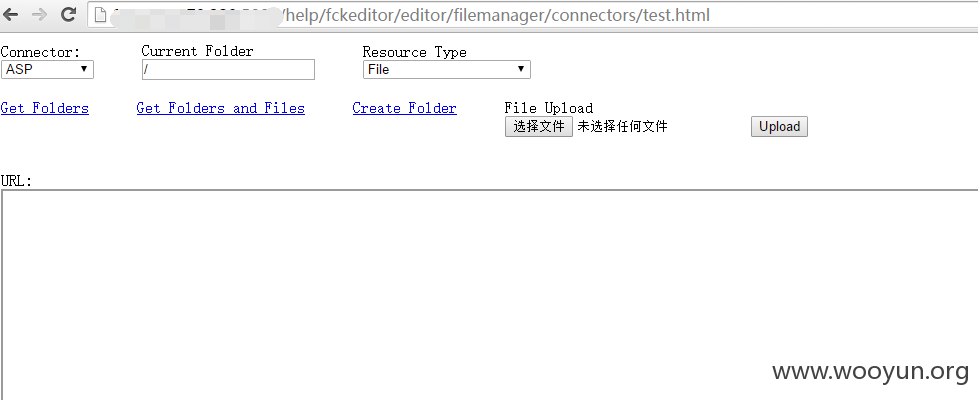 /help/fckeditor/editor/filemanager/connectors/test.html
Connector: Current Folder Resource Type
ASP / File
Get Folders Get Folders and Files Create Folder File Upload
选择文件 未选择任何文件 Upload
URL:
www.wooyun.org